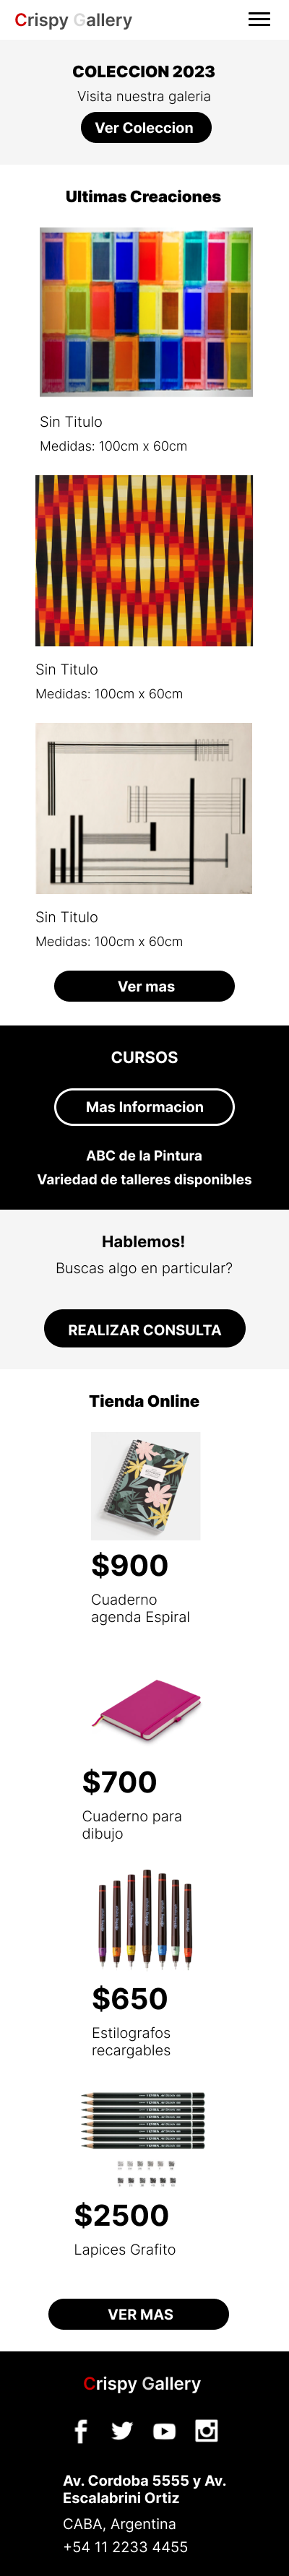 Crispy Gallery
COLECCION 2023
Visita nuestra galeria
Ver Coleccion
Ultimas Creaciones
Sin Titulo
Medidas: 100cm x 60cm
Sin Titulo
Medidas: 100cm x 60cm
Sin Titulo
Medidas: 100cm x 60cm
Ver mas
CURSOS
Mas Informacion
ABC de la Pintura
Variedad de talleres disponibles
Hablemos!
Buscas algo en particular?
REALIZAR CONSULTA
Tienda Online
$900
Cuaderno
agenda Espiral
$700
Cuaderno para
dibujo
$650
Estilografos
recargables
$2500
Lapices Grafito
VER MAS
Crispy Gallery
Av. Cordoba 5555 y Av.
Escalabrini Ortiz
CABA, Argentina
+54 11 2233 4455